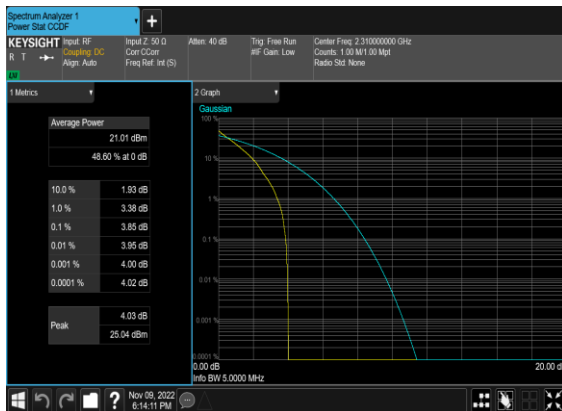 Spectrum Analyzer 1
Power Stat CCDF
KEYSIGHT
R T
Input: RF
Coupling: DC
Align: Auto
Input Z: 50 Ω
Corr CCorr
Freq Ref: Int (S)
Atten: 40 dB
Trig: Free Run
#IF Gain: Low
Center Freq: 2.310000000 GHz
Counts: 1.00 M/1.00 Mpt
Radio Std: None
1 Metrics
2 Graph
Gaussian
Average Power
21.01 dBm
48.60 % at 0 dB
10.0 % 1.93 dB
1.0 % 3.38 dB
0.1 % 3.85 dB
0.01 % 3.95 dB
0.001 % 4.00 dB
0.0001 % 4.02 dB
Peak
4.03 dB
25.04 dBm
100 %
10 %
1 %
0.1 %
0.01 %
0.001 %
0.0001 %
0.00 dB
20.00 d
Info BW 5.0000 MHz
Nov 09, 2022
6:14:11 PM